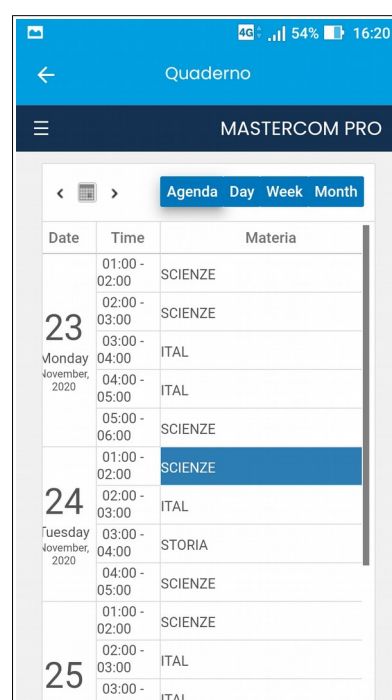 4G 54% 16:20
Quaderno
MASTERCOM PRO
Agenda Day Week Month
Date Time Materia
23
Monday
November,
2020
01:00 -
02:00
SCIENZE
02:00 -
03:00
SCIENZE
03:00 -
04:00
ITAL
04:00 -
05:00
ITAL
05:00 -
06:00
SCIENZE
24
Tuesday
November,
2020
01:00 -
02:00
SCIENZE
02:00 -
03:00
ITAL
03:00 -
04:00
STORIA
04:00 -
05:00
SCIENZE
25
01:00 -
02:00
SCIENZE
02:00 -
03:00
ITAL
03:00 -
ITAL